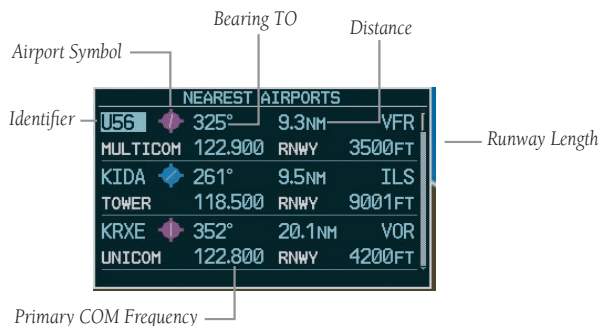 Bearing TO
Distance
Airport Symbol
NEAREST AIRPORTS
Identifier
U56 325° 9.3NM VFR
MULTICOM 122.900 RNWY 3500FT
Runway Length
KIDA 261° 9.5NM ILS
TOWER 118.500 RNWY 9001FT
KRXE 352° 20.1NM VOR
UNICOM 122.800 RNWY 4200FT
Primary COM Frequency